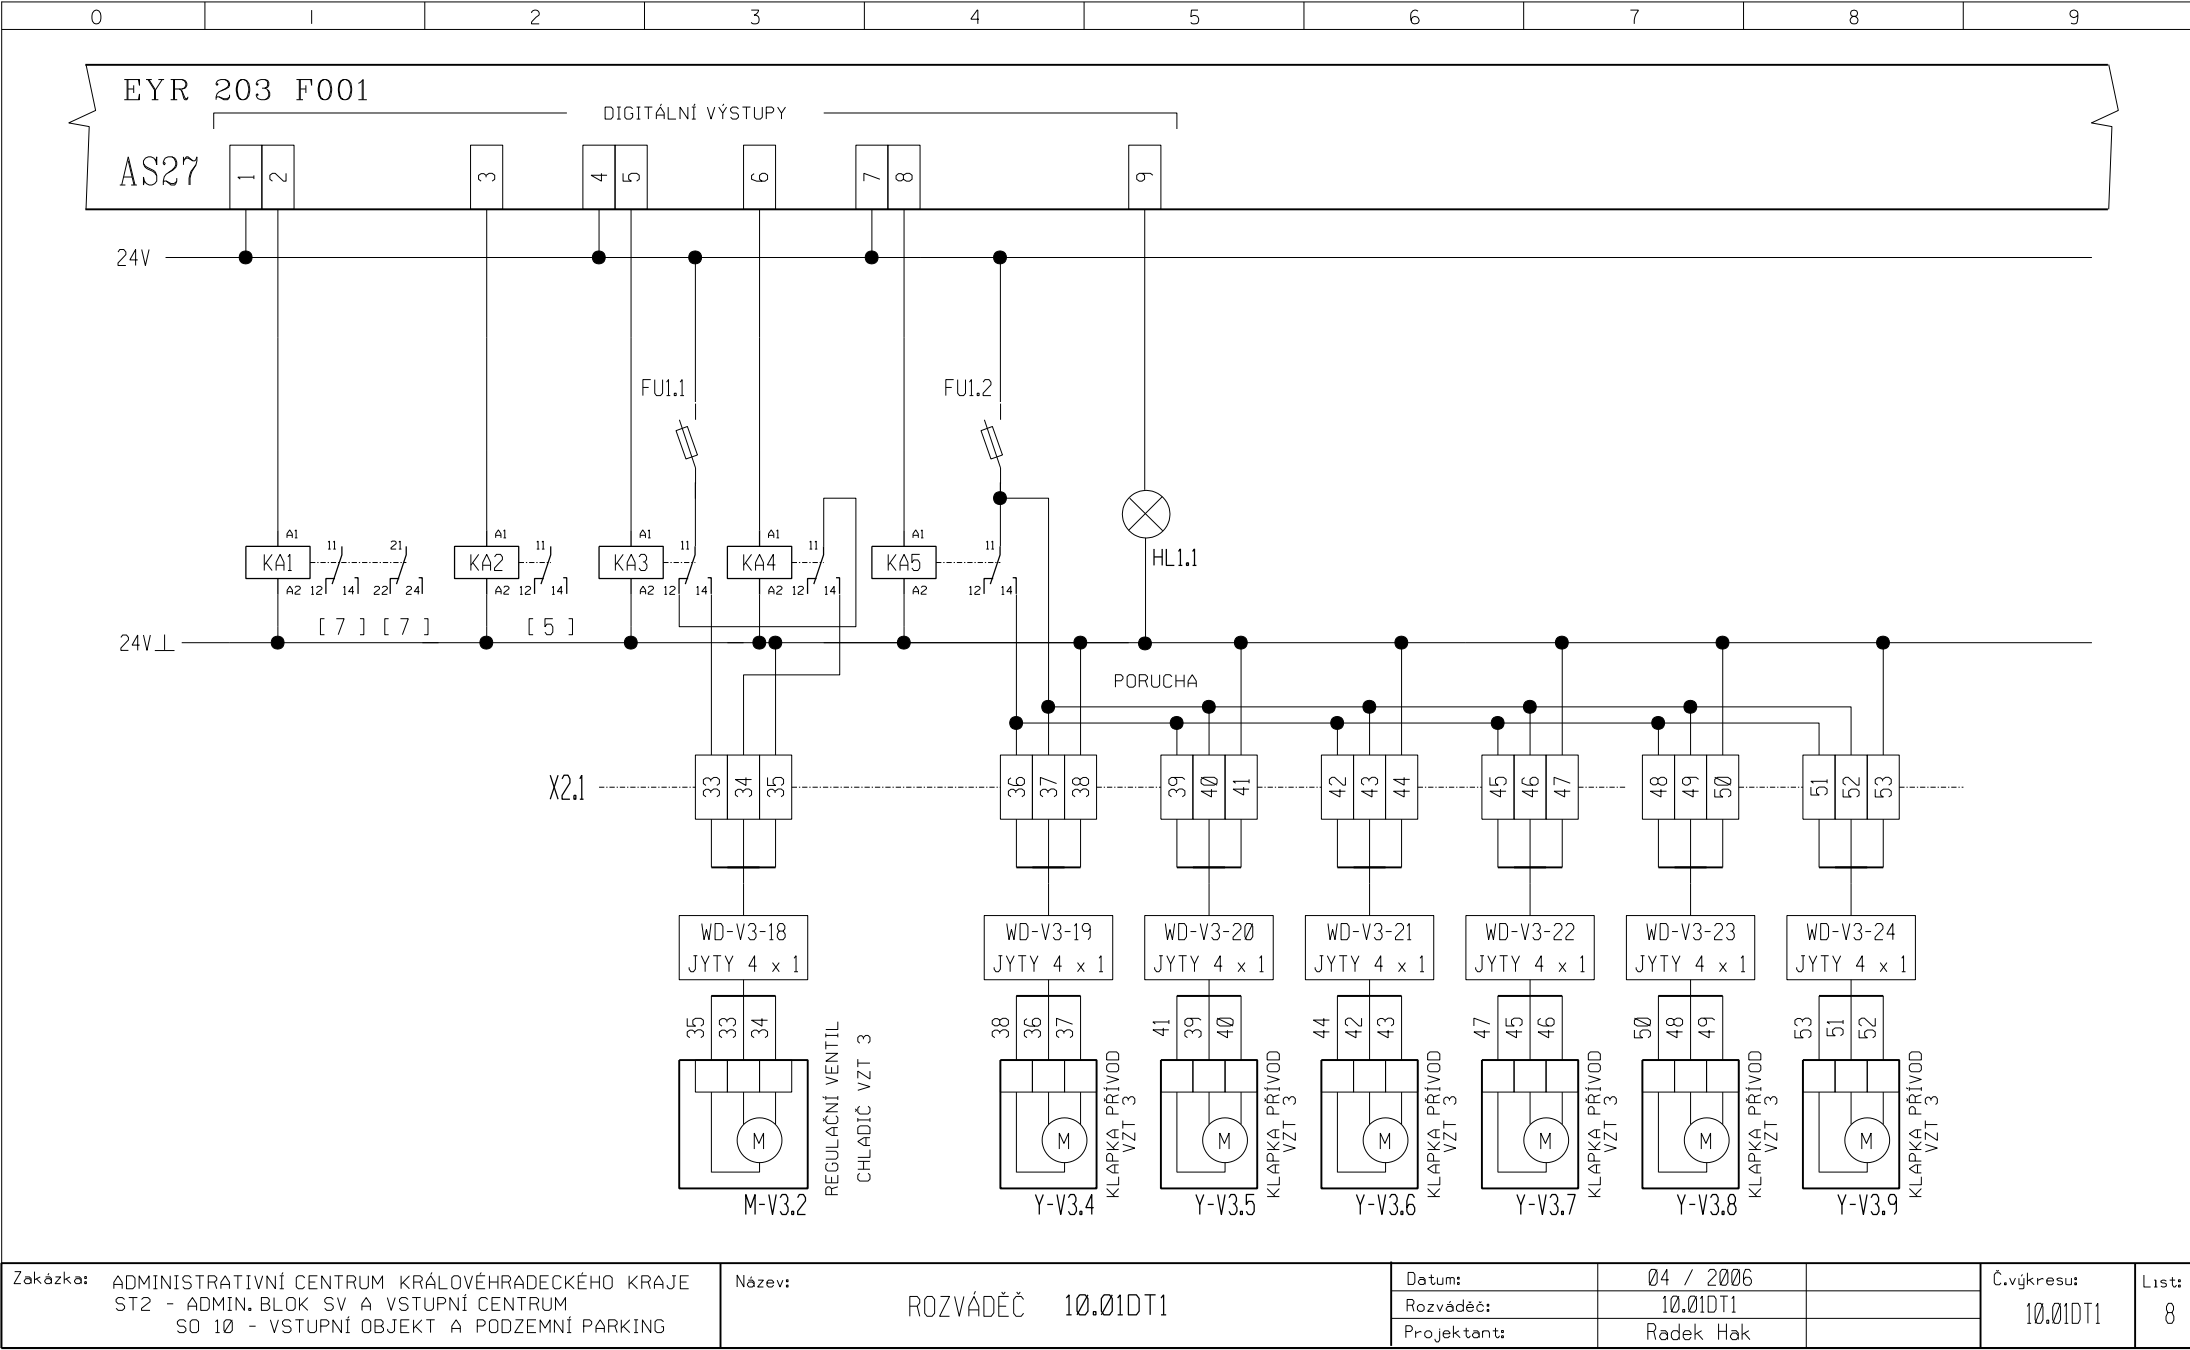 0 1 2 3 4 5 6 7 8 9
EYR 203 F001
DIGITÁLNÍ VÝSTUPY
AS27
1 2 3 4 5 6 7 8 9
24V
FU1.1 FU1.2
A1 A1 A1 A1 A1
11 21 11 11 11 11
KA1 KA2 KA3 KA4 KA5
HL1.1
A2 12 14 22 24 A2 12 14 A2 12 14 A2 12 14 A2 12 14
[ 7 ] [ 7 ] [ 5 ]
24V⊥
PORUCHA
X2.1
33 34 35 36 37 38 39 40 41 42 43 44 45 46 47 48 49 50 51 52 53
WD-V3-18 WD-V3-19 WD-V3-20 WD-V3-21 WD-V3-22 WD-V3-23 WD-V3-24
JYTY 4 x 1 JYTY 4 x 1 JYTY 4 x 1 JYTY 4 x 1 JYTY 4 x 1 JYTY 4 x 1 JYTY 4 x 1
35 33 34 38 36 37 41 39 40 44 42 43 47 45 46 50 48 49 53 51 52
M M M M M M M
REGULAČNÍ VENTIL
CHLADIČ VZT 3
KLAPKA PŘÍVOD
VZT 3
KLAPKA PŘÍVOD
VZT 3
KLAPKA PŘÍVOD
VZT 3
KLAPKA PŘÍVOD
VZT 3
KLAPKA PŘÍVOD
VZT 3
KLAPKA PŘÍVOD
VZT 3
M-V3.2 Y-V3.4 Y-V3.5 Y-V3.6 Y-V3.7 Y-V3.8 Y-V3.9
Zakázka: ADMINISTRATIVNÍ CENTRUM KRÁLOVÉHRADECKÉHO KRAJE
ST2 - ADMIN. BLOK SV A VSTUPNÍ CENTRUM
SO 10 - VSTUPNÍ OBJEKT A PODZEMNÍ PARKING
Název:
ROZVÁDĚČ 10.01DT1
Datum: 04 / 2006
Rozváděč: 10.01DT1
Projektant: Radek Hak
Č.výkresu:
10.01DT1
List:
8